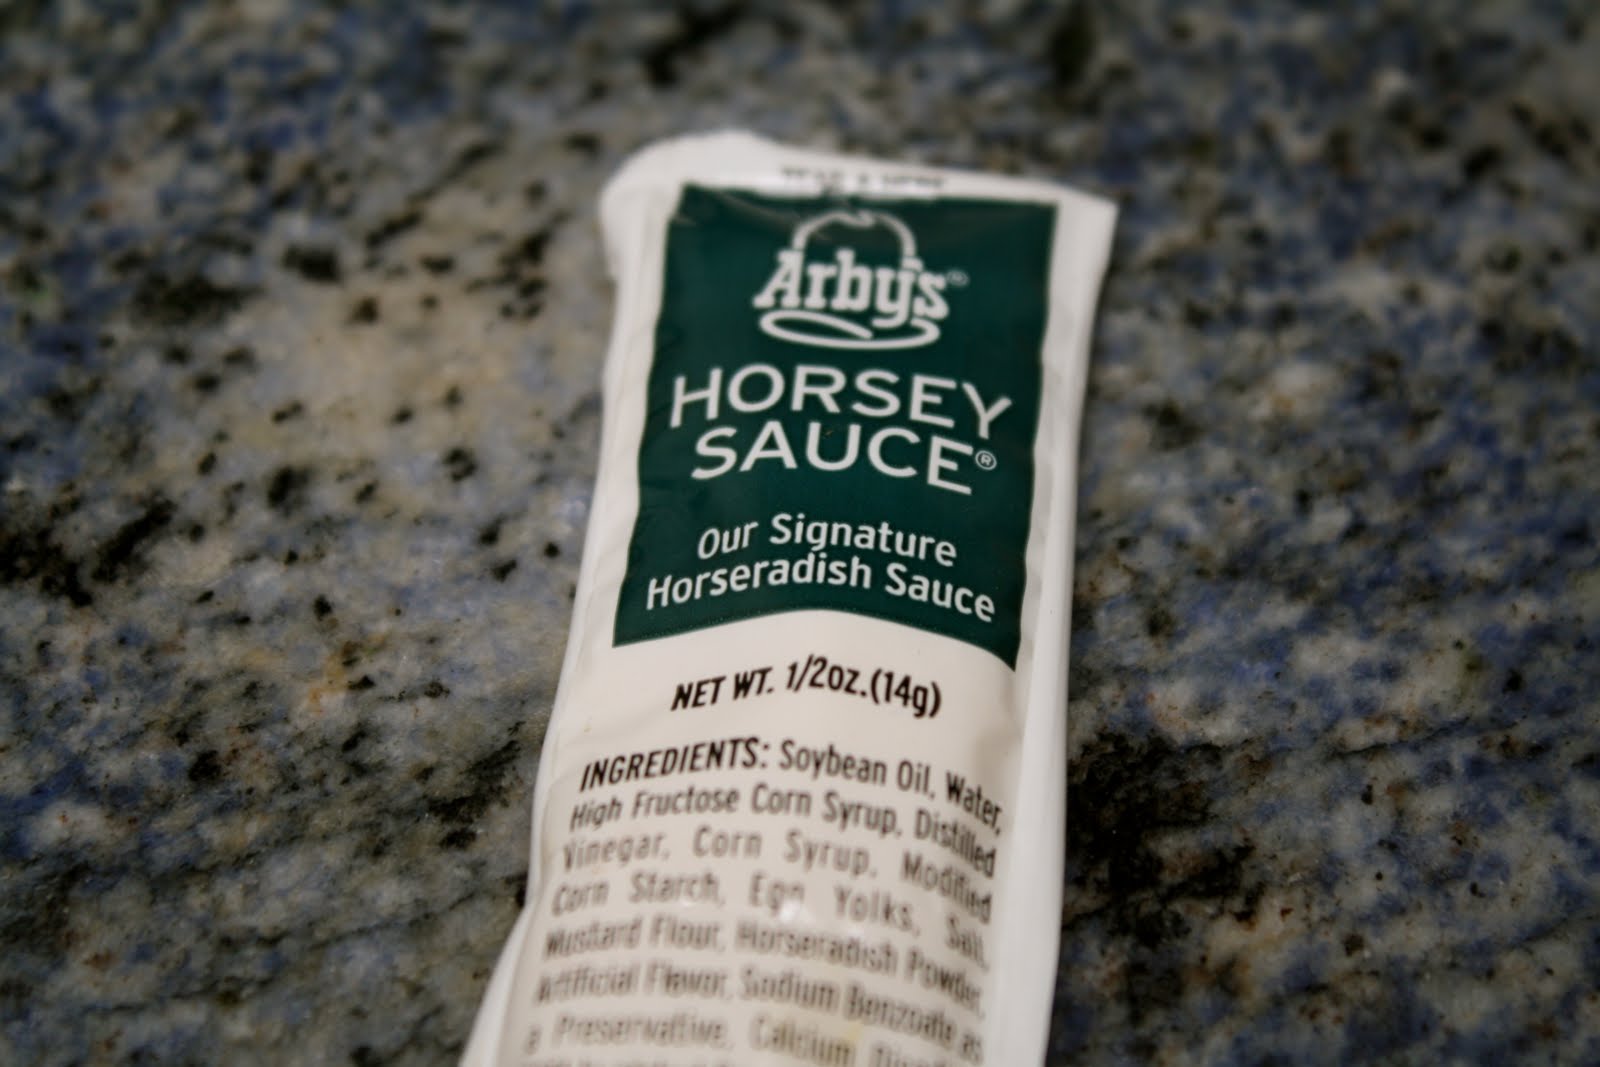 Arby's®
HORSEY
SAUCE®
Our Signature
Horseradish Sauce
NET WT. 1/2oz.(14g)
INGREDIENTS: Soybean Oil, Water,
High Fructose Corn Syrup, Distilled
Vinegar, Corn Syrup, Modified
Corn Starch, Egg Yolks, Salt,
Mustard Flour, Horseradish Powder,
Artificial Flavor, Sodium Benzoate as
a Preservative, Calcium